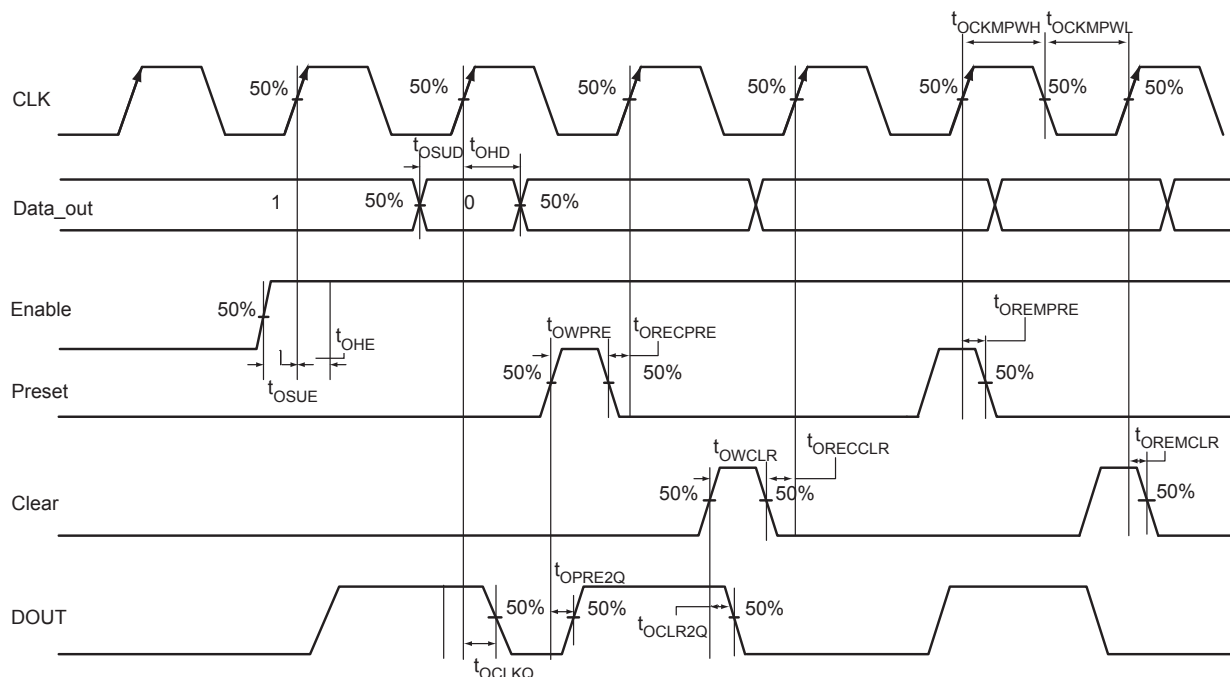 tOCKMPWH tOCKMPWL
CLK
50% 50% 50% 50% 50% 50% 50%
tOSUD tOHD
Data_out
1 50% 0 50%
Enable
50%
tOHE
tOSUE
tOWPRE tORECPRE
tOREMPRE
Preset
50% 50% 50%
tOWCLR tORECCLR
tOREMCLR
Clear
50% 50% 50%
tOPRE2Q
DOUT
50% 50% 50%
tOCLR2Q
tOCLKQ